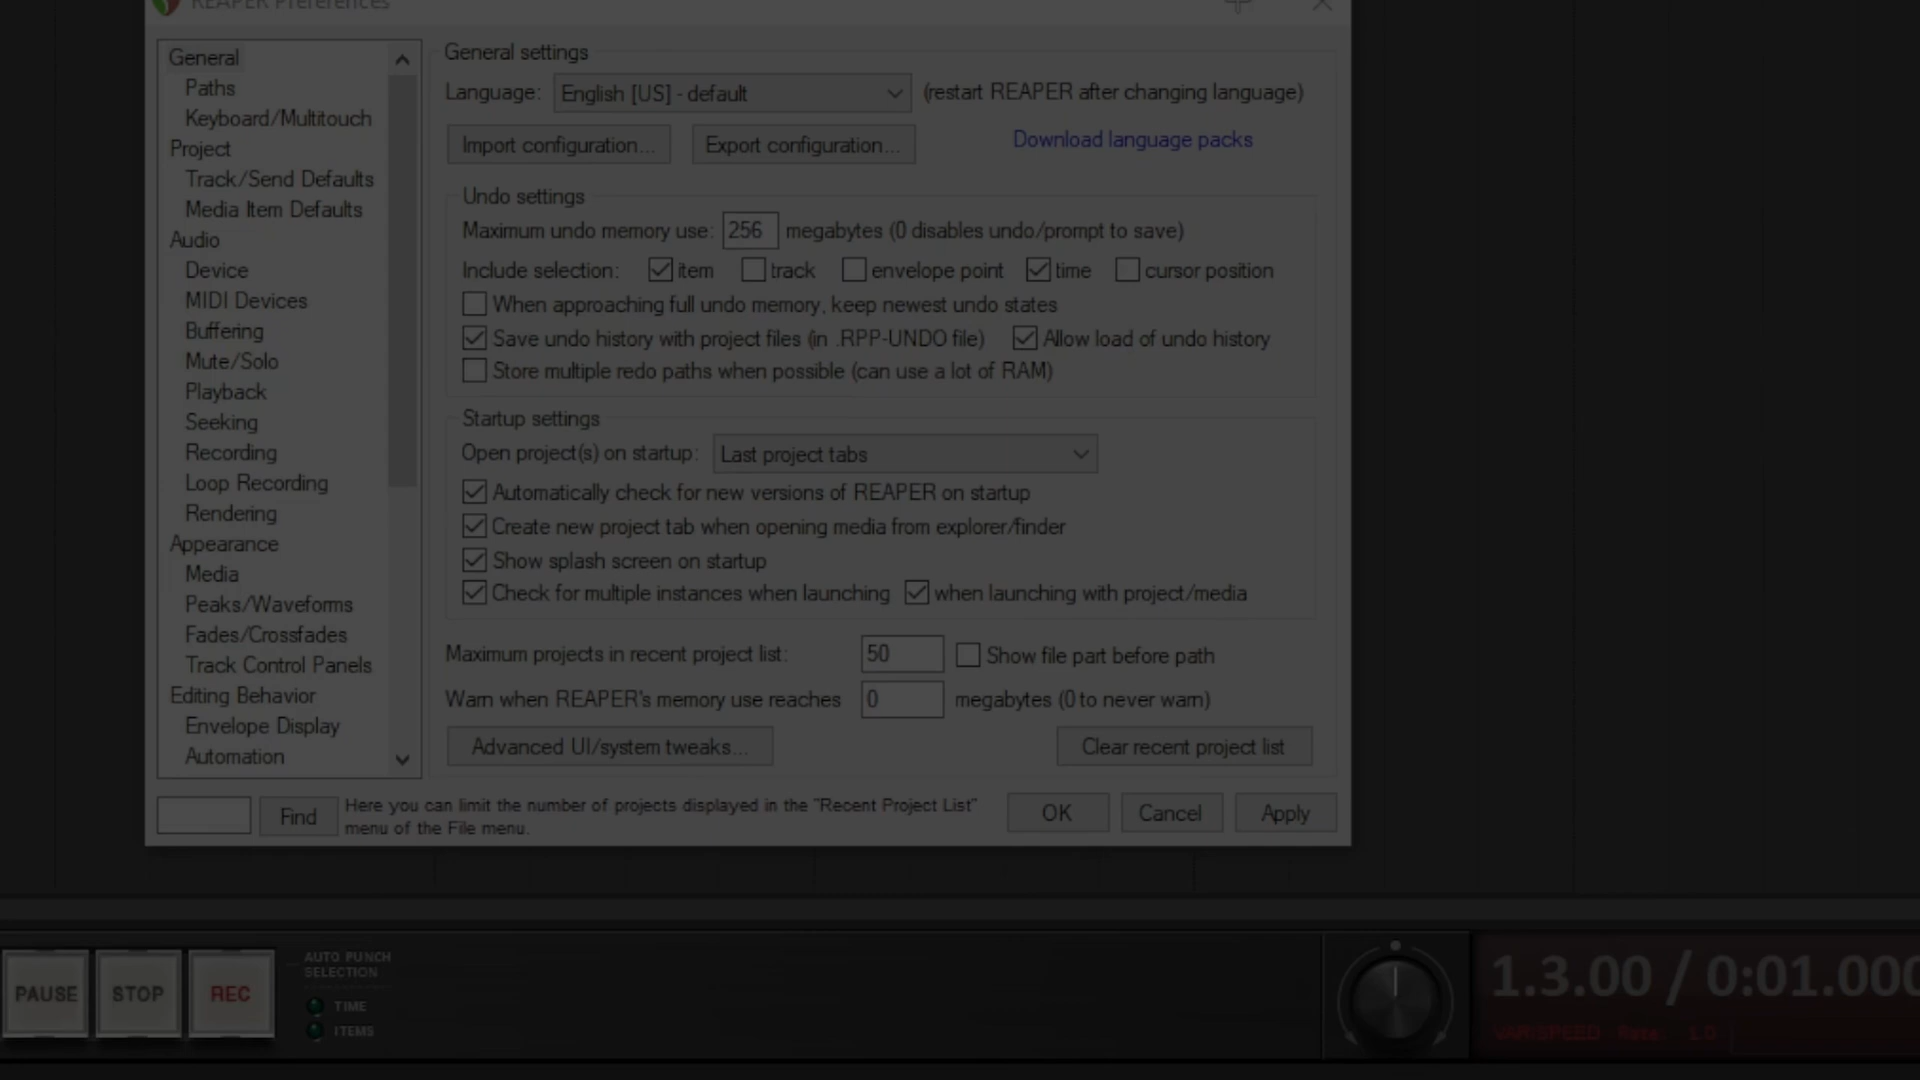 REAPER Preferences
General
Paths
Keyboard/Multitouch
Project
Track/Send Defaults
Media Item Defaults
Audio
Device
MIDI Devices
Buffering
Mute/Solo
Playback
Seeking
Recording
Loop Recording
Rendering
Appearance
Media
Peaks/Waveforms
Fades/Crossfades
Track Control Panels
Editing Behavior
Envelope Display
Automation
Find
General settings
Language: English [US] - default (restart REAPER after changing language)
Import configuration... Export configuration... Download language packs
Undo settings
Maximum undo memory use: 256 megabytes (0 disables undo/prompt to save)
Include selection: item track envelope point time cursor position
When approaching full undo memory, keep newest undo states
Save undo history with project files (in .RPP-UNDO file) Allow load of undo history
Store multiple redo paths when possible (can use a lot of RAM)
Startup settings
Open project(s) on startup: Last project tabs
Automatically check for new versions of REAPER on startup
Create new project tab when opening media from explorer/finder
Show splash screen on startup
Check for multiple instances when launching when launching with project/media
Maximum projects in recent project list: 50 Show file part before path
Warn when REAPER's memory use reaches 0 megabytes (0 to never warn)
Advanced UI/system tweaks... Clear recent project list
Here you can limit the number of projects displayed in the "Recent Project List"
menu of the File menu.
OK Cancel Apply
PAUSE STOP REC
AUTO PUNCH
SELECTION
TIME
ITEMS
1.3.00 / 0:01.000
VARISPEED Rate: 1.0